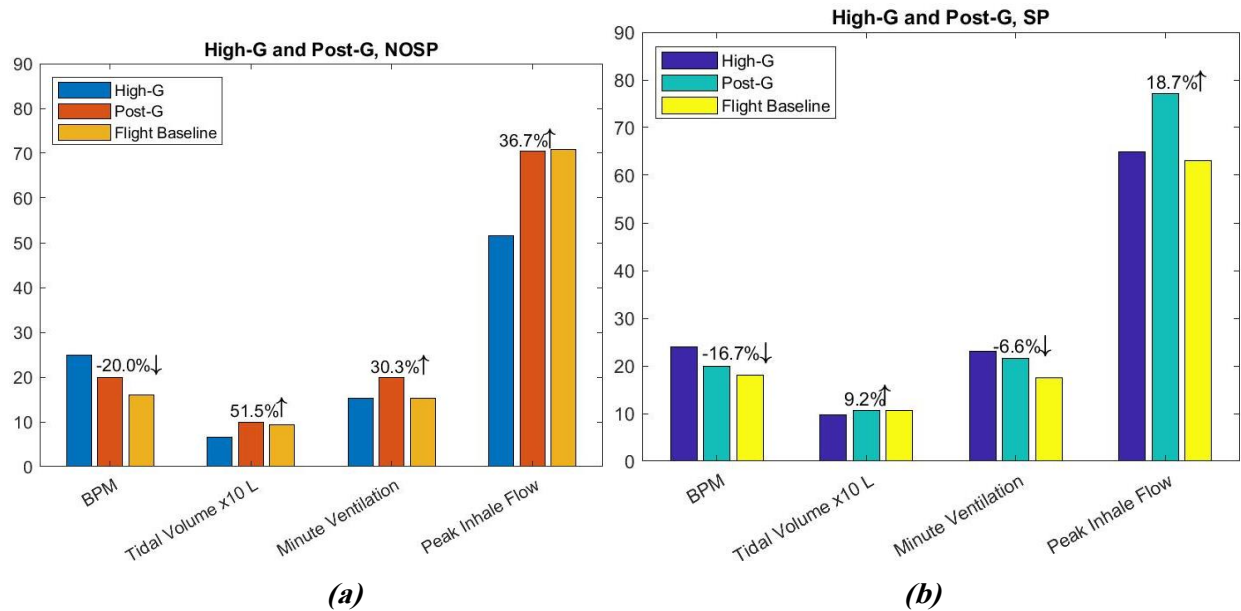 High-G and Post-G, NOSP
90
80
70
60
50
40
30
20
10
0
High-G
Post-G
Flight Baseline
-20.0%↓
51.5%↑
30.3%↑
36.7%↑
BPM
Tidal Volume x10 L
Minute Ventilation
Peak Inhale Flow
(a)
High-G and Post-G, SP
90
80
70
60
50
40
30
20
10
0
High-G
Post-G
Flight Baseline
-16.7%↓
9.2%↑
-6.6%↓
18.7%↑
BPM
Tidal Volume x10 L
Minute Ventilation
Peak Inhale Flow
(b)